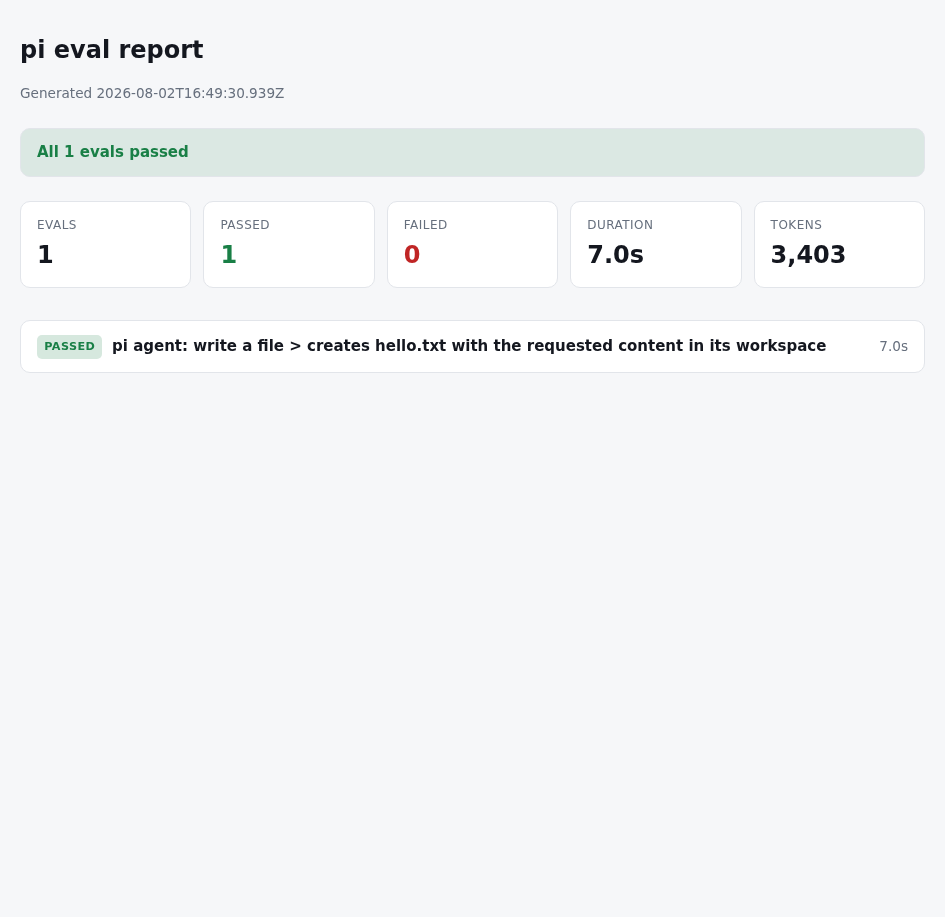 pi eval report
Generated 2026-08-02T16:49:30.939Z
All 1 evals passed
EVALS
1
PASSED
1
FAILED
0
DURATION
7.0s
TOKENS
3,403
PASSED pi agent: write a file > creates hello.txt with the requested content in its workspace 7.0s